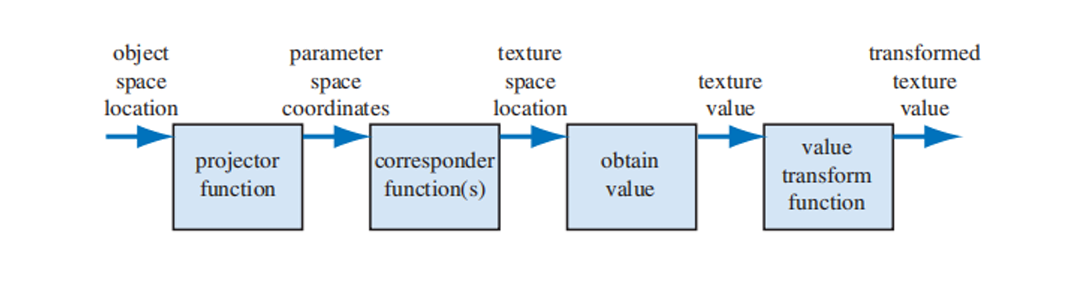 object
space
location
parameter
space
coordinates
texture
space
location
texture
value
transformed
texture
value
projector
function
corresponder
function(s)
obtain
value
value
transform
function